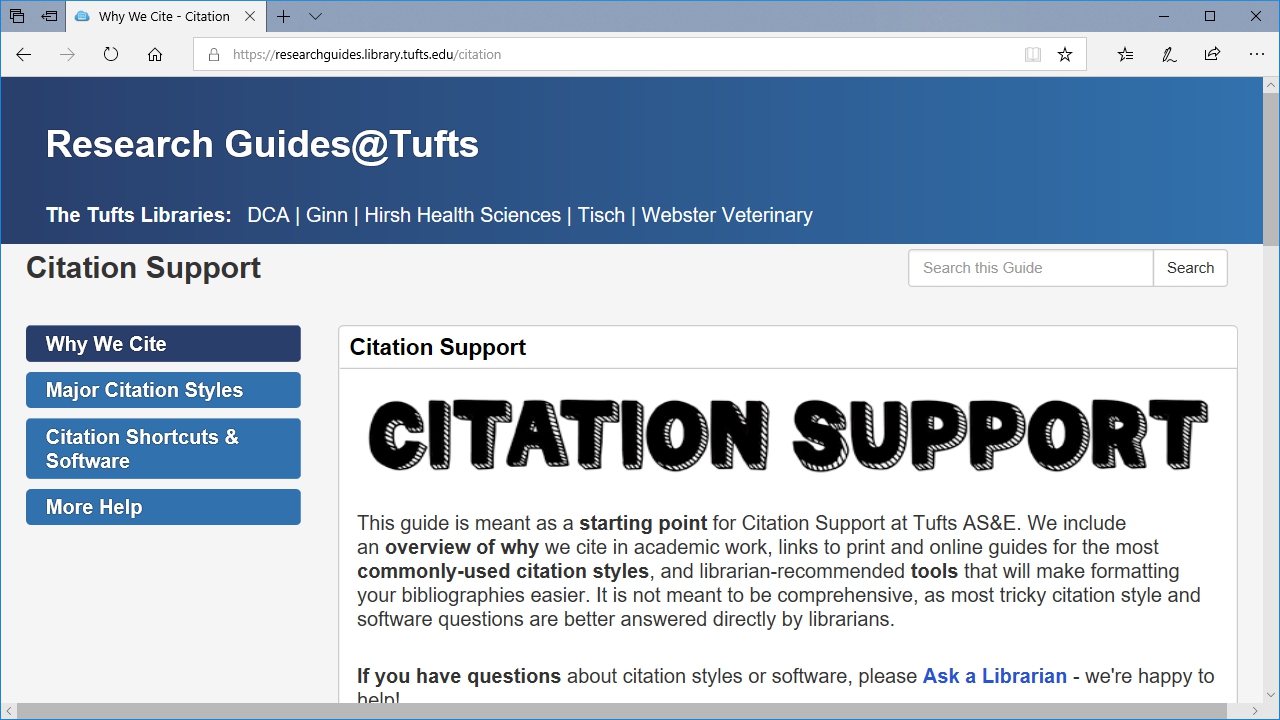 Why We Cite - Citation
https://researchguides.library.tufts.edu/citation
Research Guides@Tufts
The Tufts Libraries: DCA | Ginn | Hirsh Health Sciences | Tisch | Webster Veterinary
Citation Support
Search this Guide
Search
Why We Cite
Major Citation Styles
Citation Shortcuts &
Software
More Help
Citation Support
CITATION SUPPORT
This guide is meant as a starting point for Citation Support at Tufts AS&E. We include
an overview of why we cite in academic work, links to print and online guides for the most
commonly-used citation styles, and librarian-recommended tools that will make formatting
your bibliographies easier. It is not meant to be comprehensive, as most tricky citation style and
software questions are better answered directly by librarians.
If you have questions about citation styles or software, please Ask a Librarian - we're happy to
help!